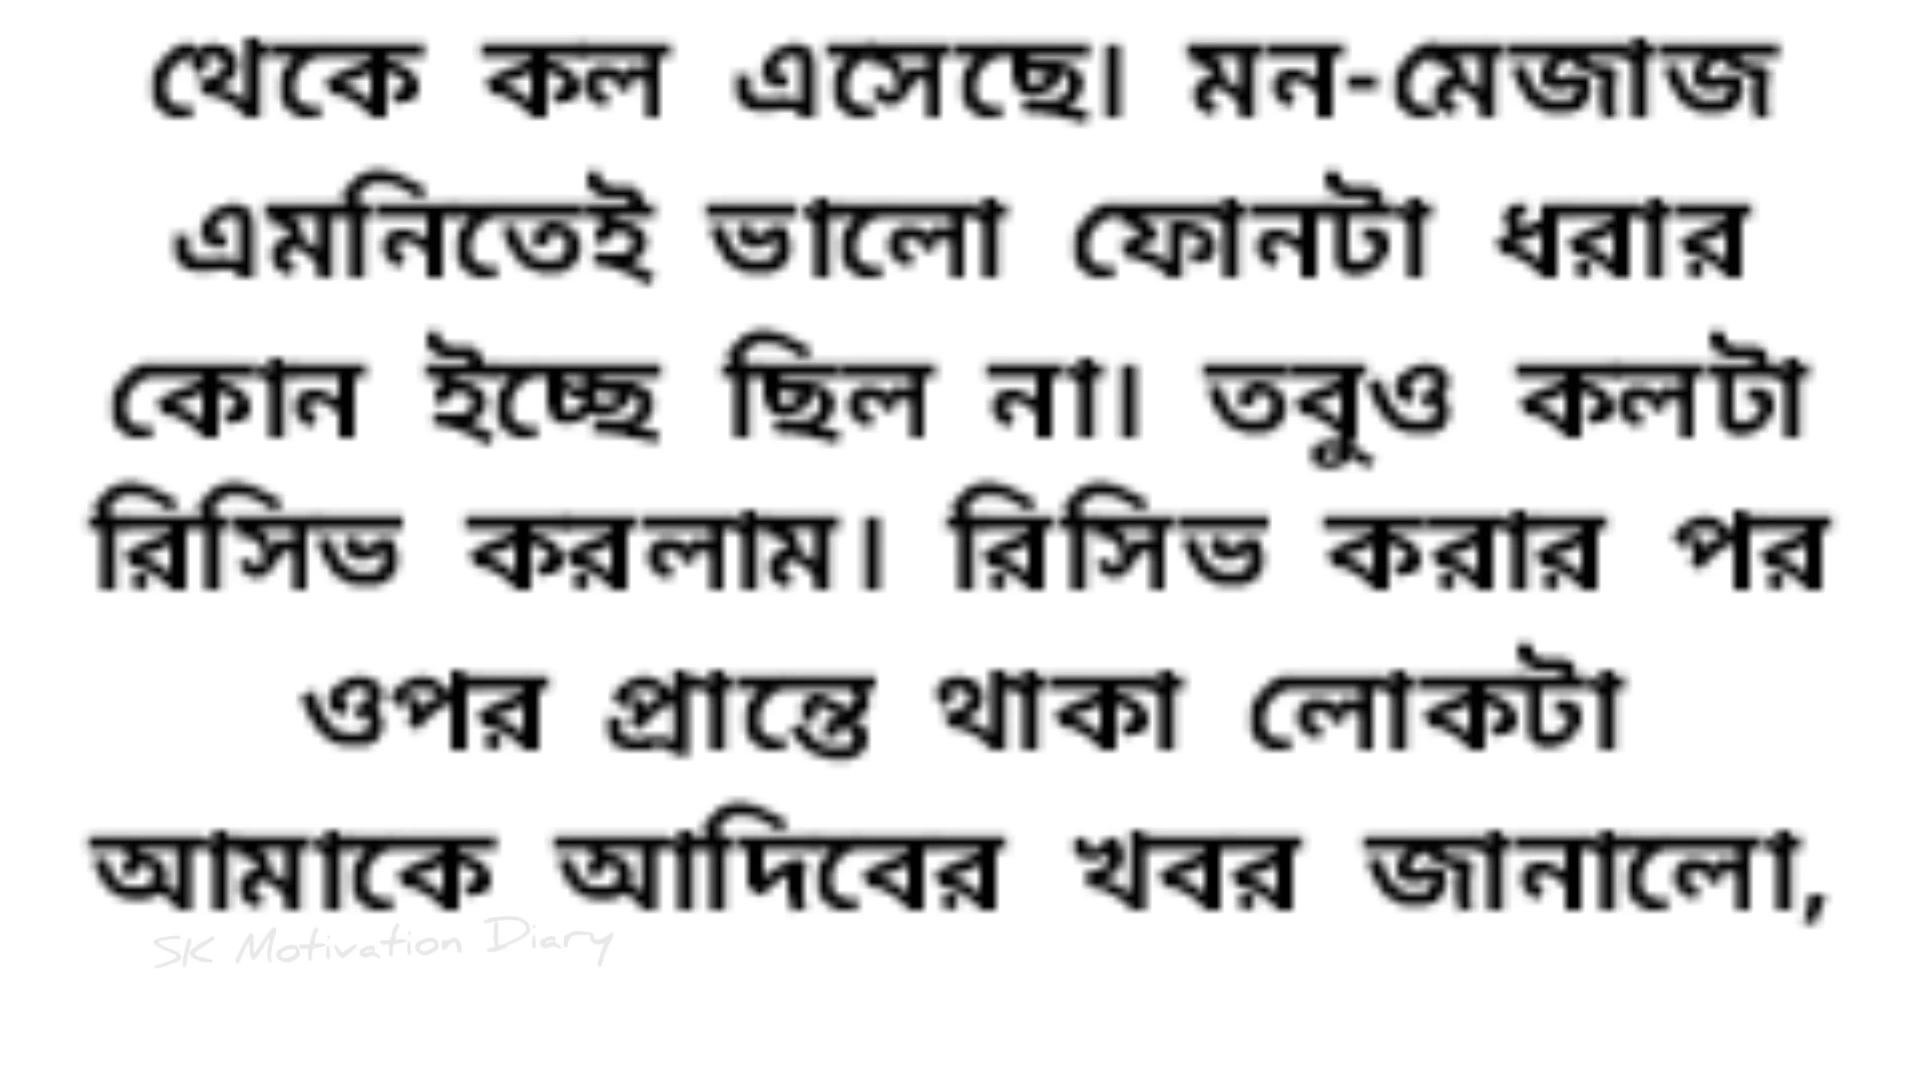 থেকে কল এসেছে। মন-মেজাজ
এমনিতেই ভালো ফোনটা ধরার
কোন ইচ্ছে ছিল না। তবুও কলটা
রিসিভ করলাম। রিসিভ করার পর
ওপর প্রান্তে থাকা লোকটা
আমাকে আদিবের খবর জানালো,
SK Motivation Diary